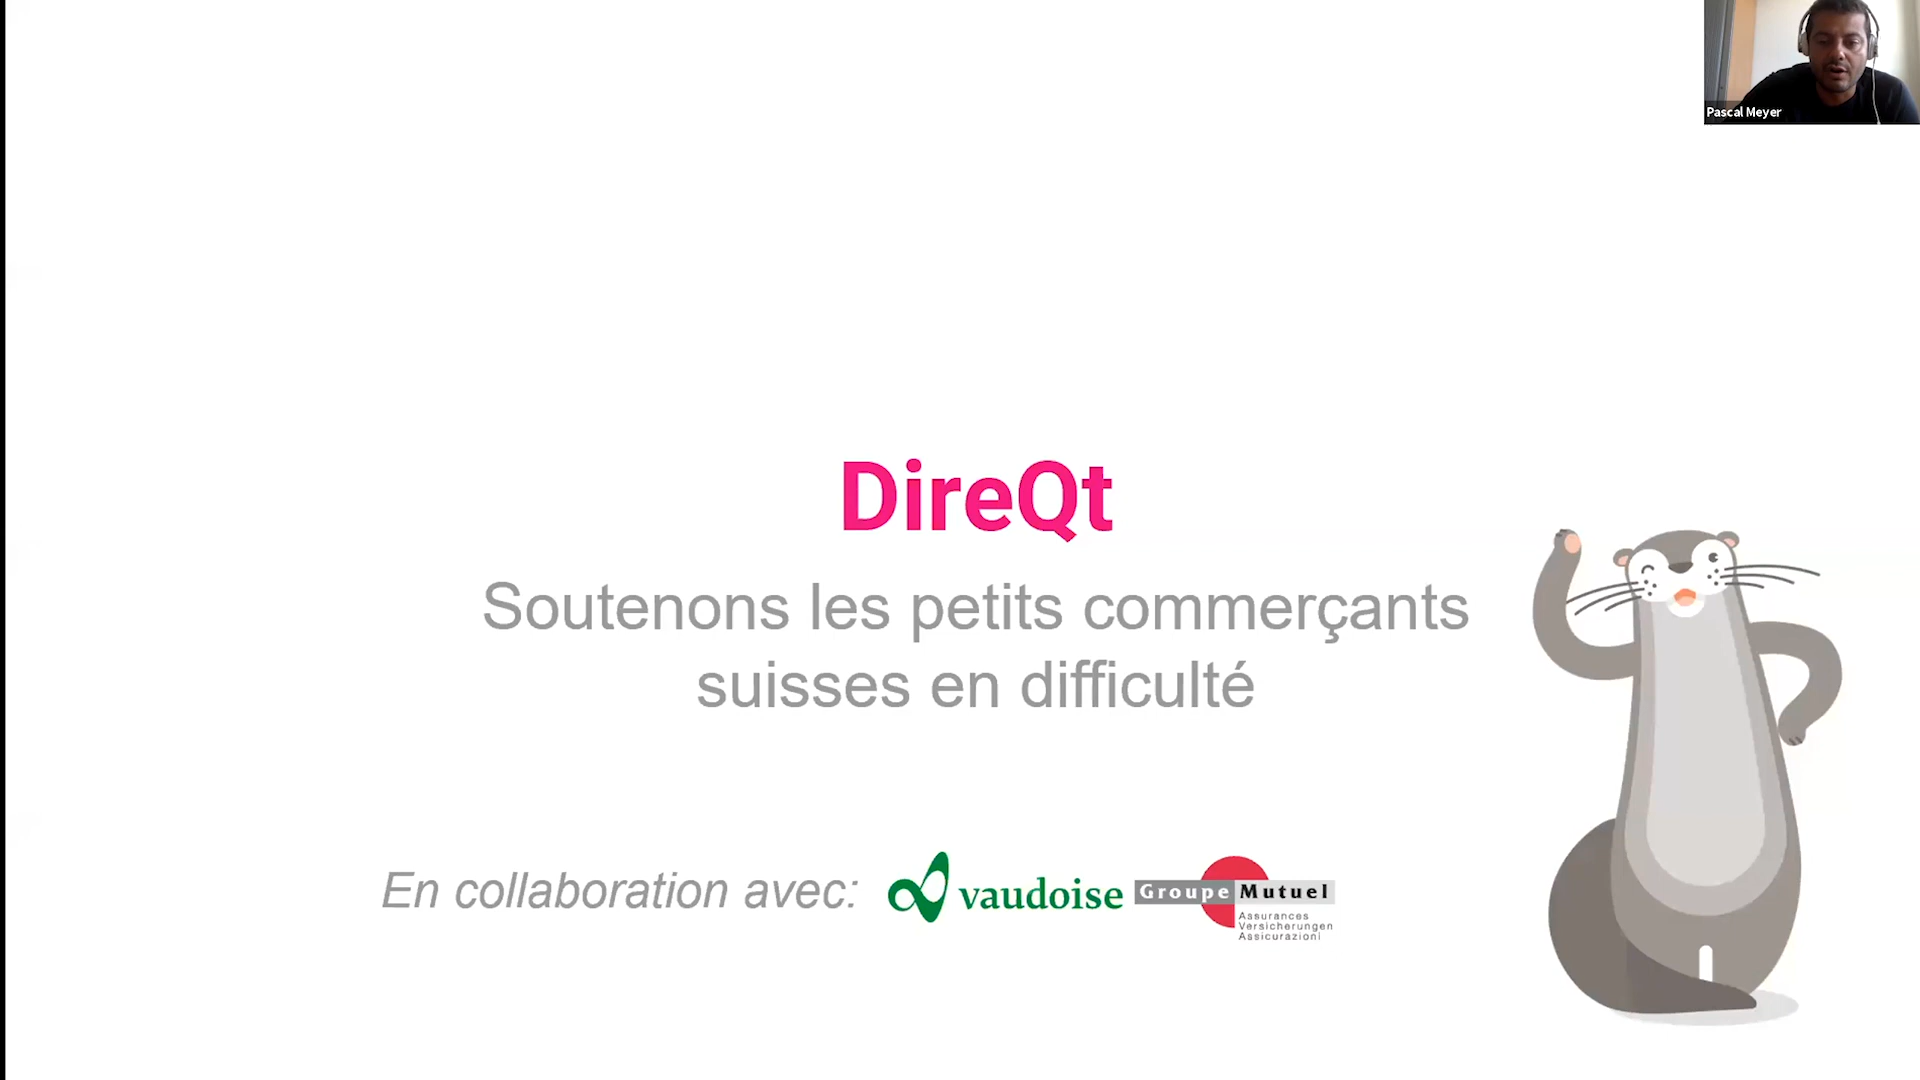 Pascal Meyer
DireQt
Soutenons les petits commerçants
suisses en difficulté
En collaboration avec:
vaudoise
Groupe Mutuel
Assurances
Versicherungen
Assicurazioni